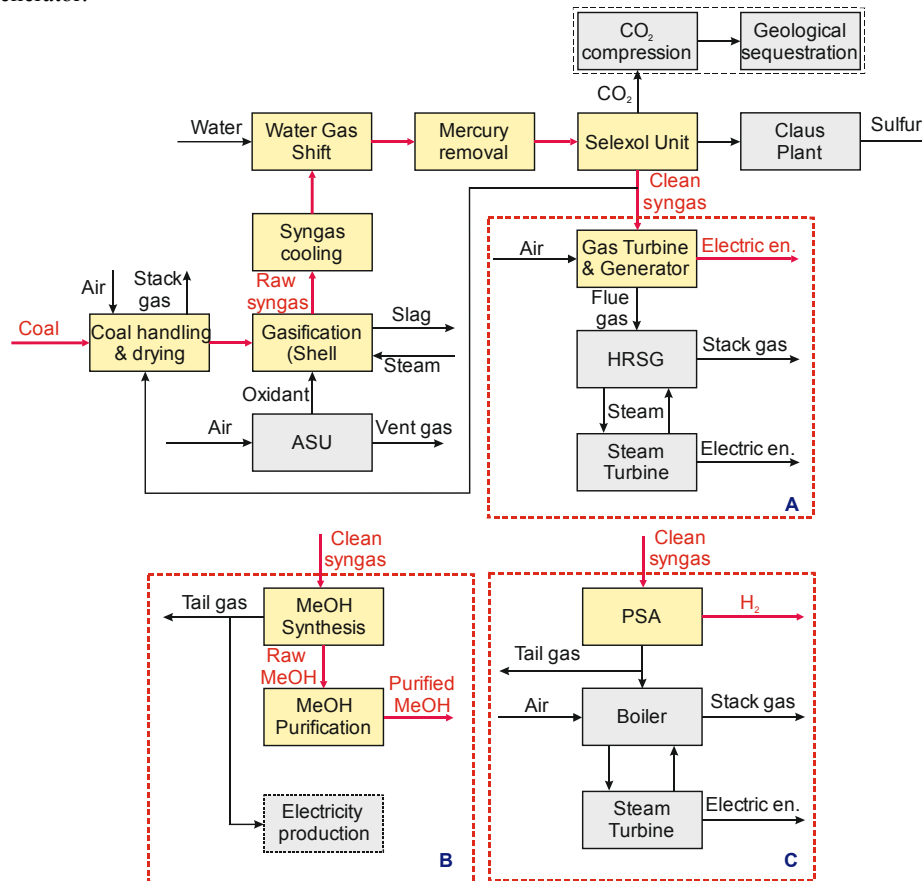 enerator.
CO2
compression
Geological
sequestration
CO2
Water
Water Gas
Shift
Mercury
removal
Selexol Unit
Claus
Plant
Sulfur
Clean
syngas
Syngas
cooling
Air
Gas Turbine
& Generator
Electric en.
Raw
syngas
Air
Stack
gas
Flue
gas
Coal
Coal handling
& drying
Gasification
(Shell
Slag
Steam
HRSG
Stack gas
Oxidant
Steam
Air
ASU
Vent gas
Steam
Turbine
Electric en.
A
Clean
syngas
Tail gas
MeOH
Synthesis
Raw
MeOH
Purified
MeOH
MeOH
Purification
Electricity
production
B
Clean
syngas
PSA
H2
Tail gas
Air
Boiler
Stack gas
Steam
Turbine
Electric en.
C